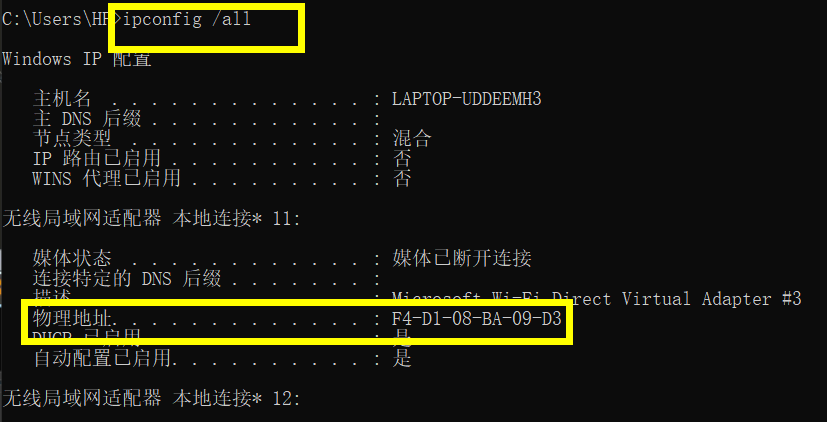 C:\Users\HP>ipconfig /all
Windows IP 配置
主机名 . . . . . . . . . . . . . : LAPTOP-UDDEEMH3
主 DNS 后缀 . . . . . . . . . . . :
节点类型 . . . . . . . . . . . . : 混合
IP 路由已启用 . . . . . . . . . . : 否
WINS 代理已启用 . . . . . . . . . : 否
无线局域网适配器 本地连接* 11:
媒体状态 . . . . . . . . . . . . : 媒体已断开连接
连接特定的 DNS 后缀 . . . . . . . :
描述. . . . . . . . . . . . . . . : Microsoft Wi-Fi Direct Virtual Adapter #3
物理地址. . . . . . . . . . . . . : F4-D1-08-BA-09-D3
DHCP 已启用 . . . . . . . . . . . : 是
自动配置已启用. . . . . . . . . . : 是
无线局域网适配器 本地连接* 12: